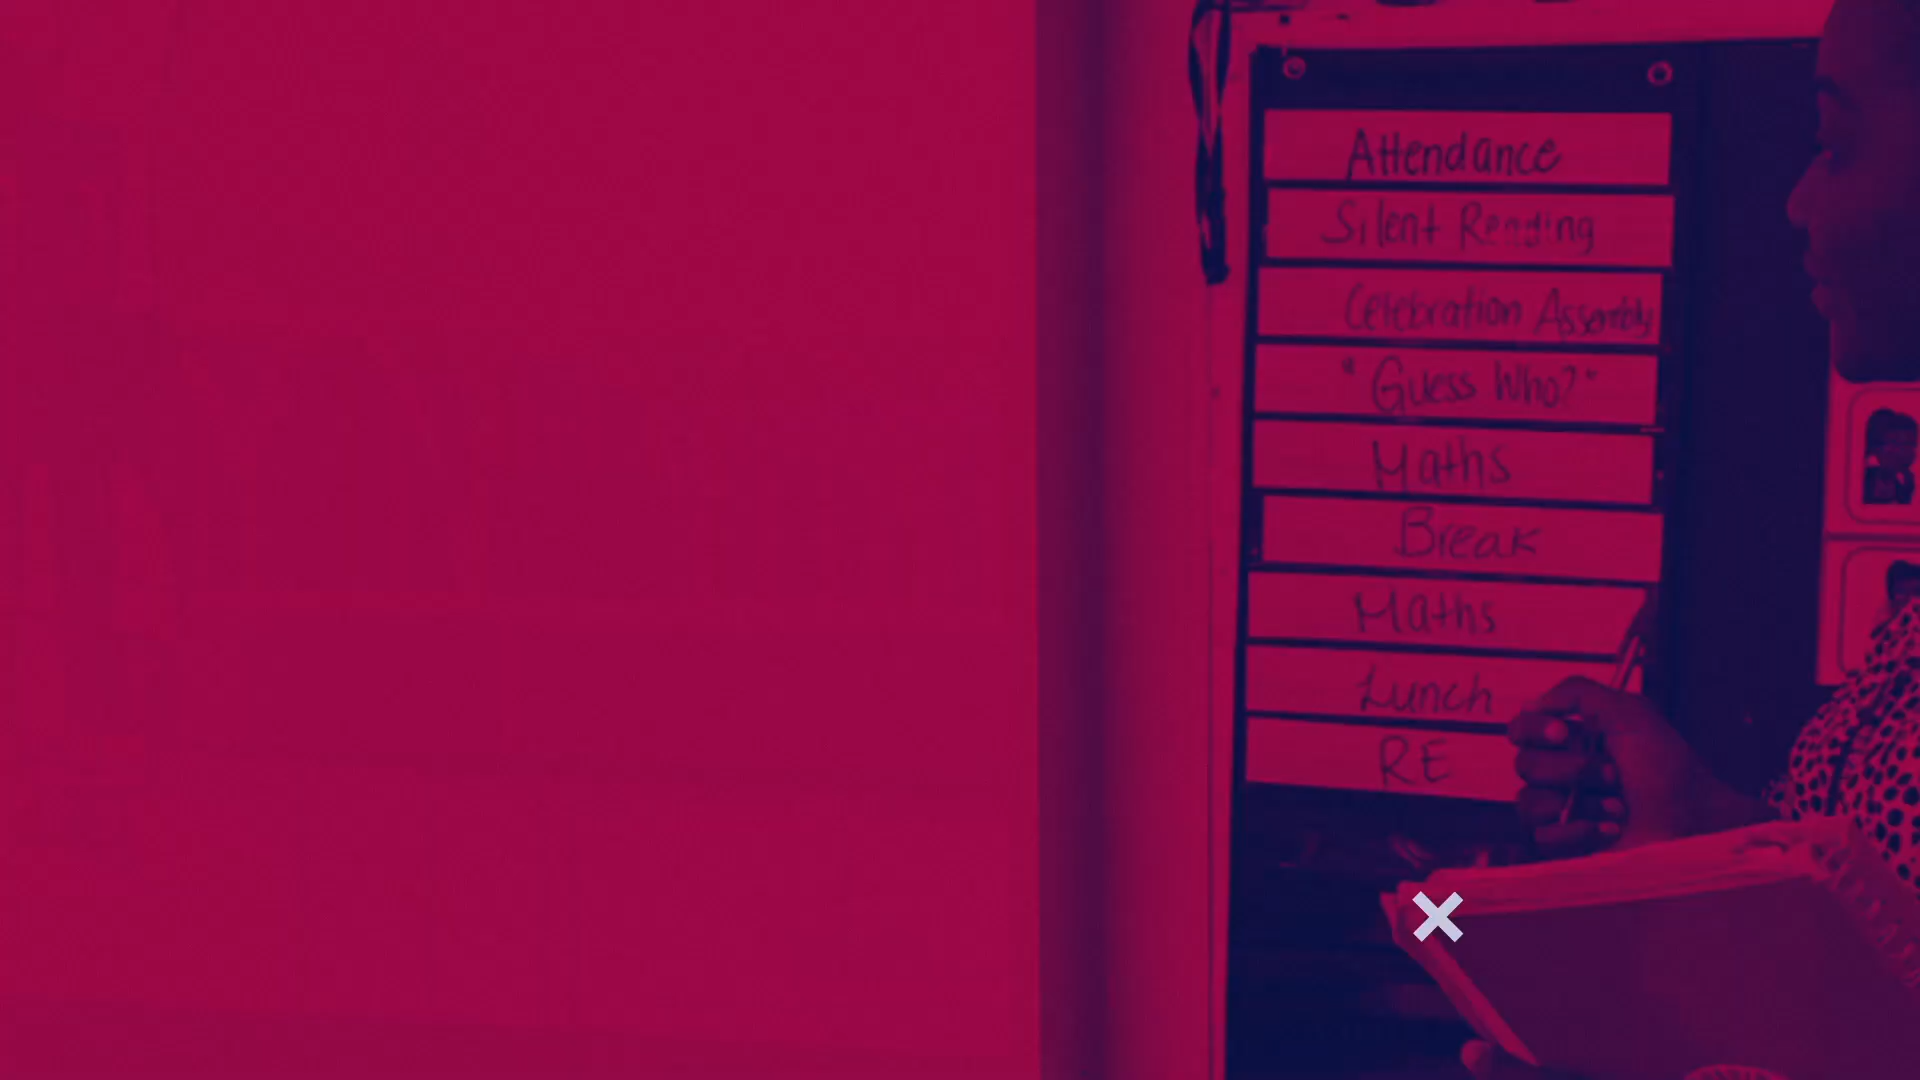 Attendance
Silent Reading
Celebration Assembly
"Guess Who?"
Maths
Break
Maths
Lunch
RE